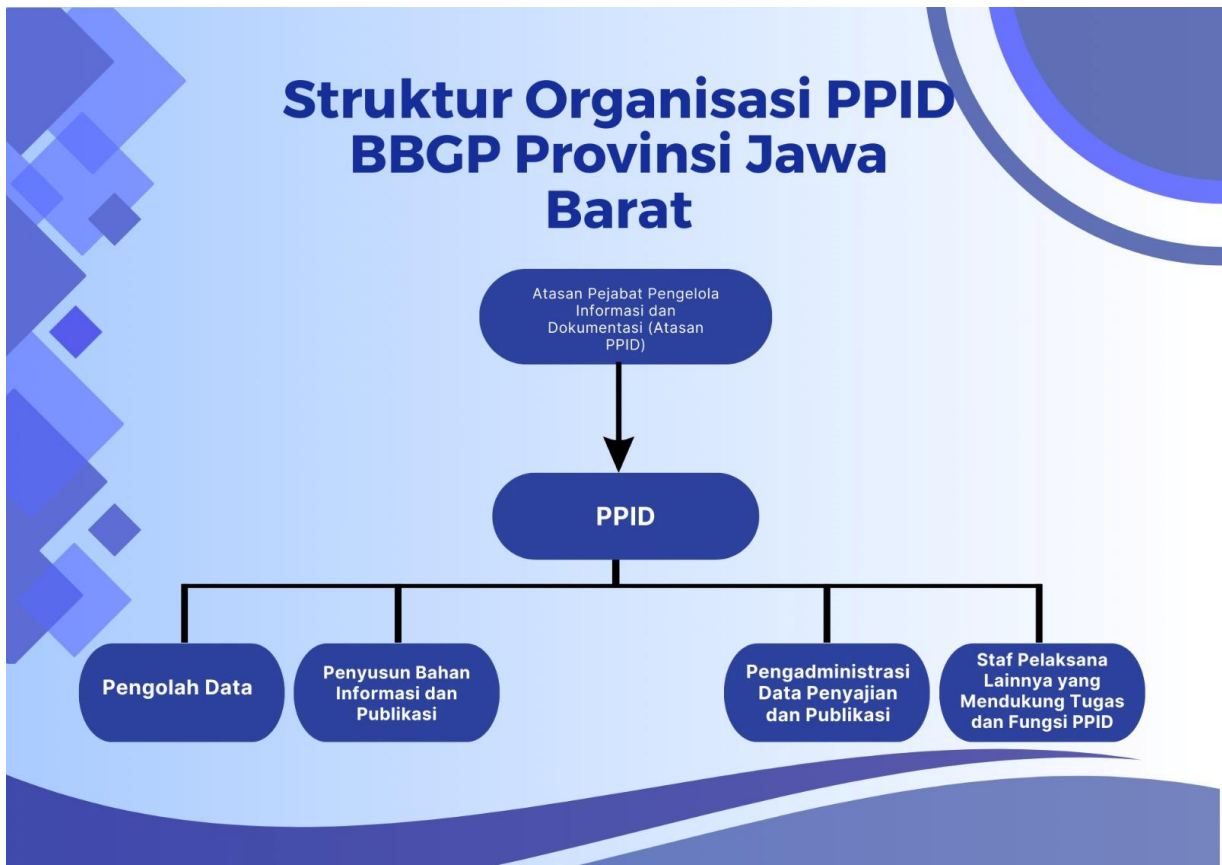 Struktur Organisasi PPID
BBGP Provinsi Jawa
Barat
Atasan Pejabat Pengelola
Informasi dan
Dokumentasi (Atasan
PPID)
PPID
Pengolah Data
Penyusun Bahan
Informasi dan
Publikasi
Pengadministrasi
Data Penyajian
dan Publikasi
Staf Pelaksana
Lainnya yang
Mendukung Tugas
dan Fungsi PPID